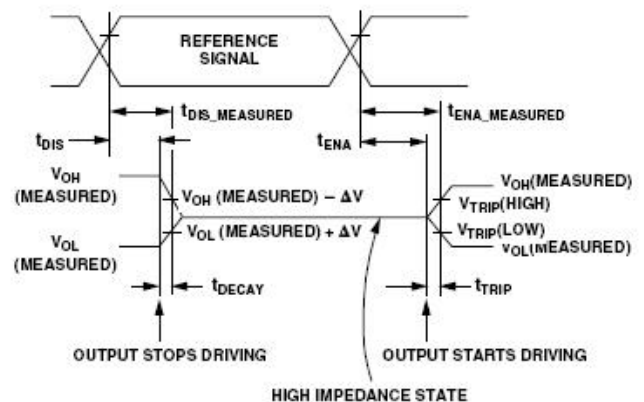 REFERENCE
SIGNAL
tDIS_MEASURED
tENA_MEASURED
tDIS
tENA
VOH
(MEASURED)
VOH (MEASURED) – ΔV
VOH(MEASURED)
VTRIP(HIGH)
VOL
(MEASURED)
VOL (MEASURED) + ΔV
VTRIP(LOW)
VOL(MEASURED)
tDECAY
tTRIP
OUTPUT STOPS DRIVING
OUTPUT STARTS DRIVING
HIGH IMPEDANCE STATE